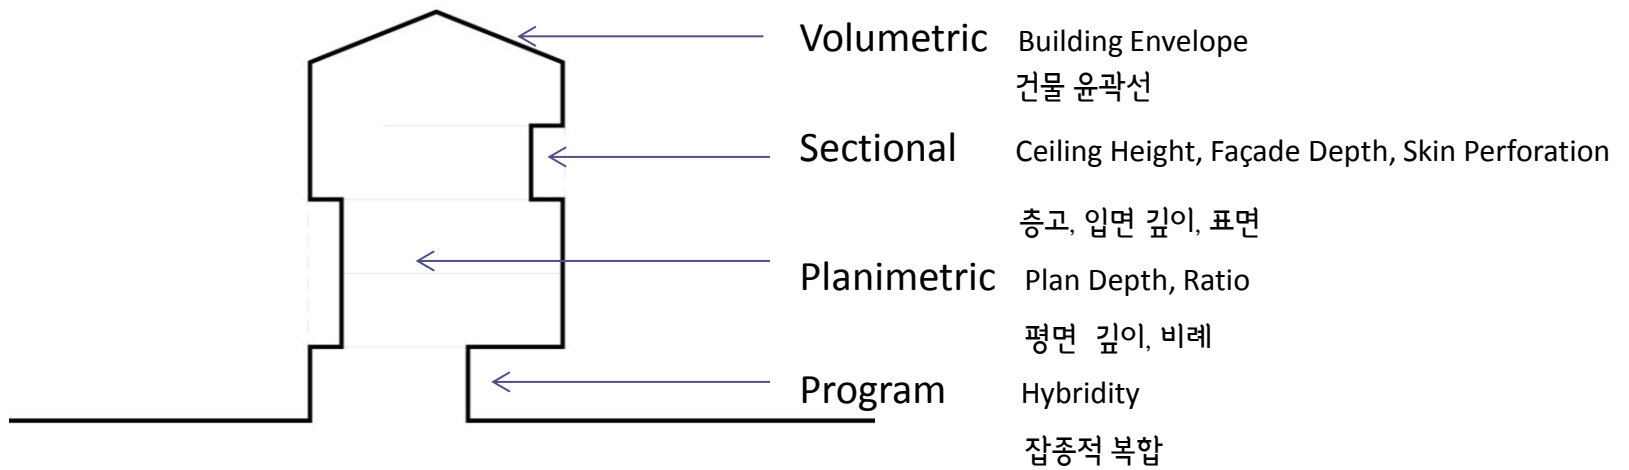 Volumetric Building Envelope
건물 윤곽선
Sectional Ceiling Height, Façade Depth, Skin Perforation
층고, 입면 깊이, 표면
Planimetric Plan Depth, Ratio
평면 깊이, 비례
Program Hybridity
잡종적 복합